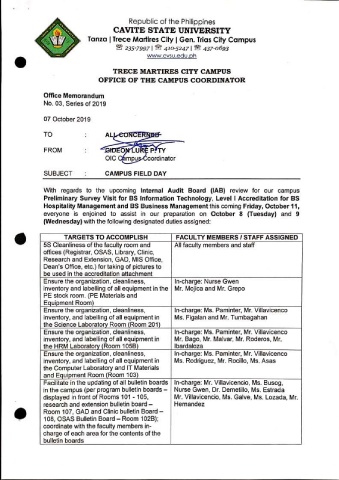 Republic of the Philippines
CAVITE STATE UNIVERSITY
Tanza | Trece Martires City | Gen. Trias City Campus
☏ 235-7997 | ☏ 410-5247 | ☏ 437-0693
www.cvsu.edu.ph
TRECE MARTIRES CITY CAMPUS
OFFICE OF THE CAMPUS COORDINATOR
Office Memorandum
No. 03, Series of 2019
07 October 2019
TO : ALL CONCERNED
FROM : GIDEON LUKE P. TY
OIC Campus Coordinator
SUBJECT : CAMPUS FIELD DAY
With regards to the upcoming Internal Audit Board (IAB) review for our campus
Preliminary Survey Visit for BS Information Technology, Level I Accreditation for BS
Hospitality Management and BS Business Management this coming Friday, October 11,
everyone is enjoined to assist in our preparation on October 8 (Tuesday) and 9
(Wednesday) with the following designated duties assigned:
TARGETS TO ACCOMPLISH FACULTY MEMBERS / STAFF ASSIGNED
5S Cleanliness of the faculty room and All faculty members and staff
offices (Registrar, OSAS, Library, Clinic,
Research and Extension, GAD, MIS Office,
Dean's Office, etc.) for taking of pictures to
be used in the accreditation attachment
Ensure the organization, cleanliness, In-charge: Nurse Gwen
inventory and labelling of all equipment in the Mr. Mojica and Mr. Grepo
PE stock room. (PE Materials and
Equipment Room)
Ensure the organization, cleanliness, In-charge: Ms. Paminter, Mr. Villavicenco
inventory, and labelling of all equipment in Ms. Figalan and Mr. Tumbagahan
the Science Laboratory Room (Room 201)
Ensure the organization, cleanliness, In-charge: Ms. Paminter, Mr. Villavicenco
inventory, and labelling of all equipment in Mr. Bago, Mr. Malvar, Mr. Roderos, Mr.
the HRM Laboratory (Room 105B) Ibardaloza
Ensure the organization, cleanliness, In-charge: Ms. Paminter, Mr. Villavicenco
inventory, and labelling of all equipment in Ms. Rodriguez, Mr. Rocillo, Ms. Asas
the Computer Laboratory and IT Materials
and Equipment Room (Room 103)
Facilitate in the updating of all bulletin boards In-charge: Mr. Villavicencio, Ms. Busog,
in the campus (per program bulletin boards – Nurse Gwen, Dr. Demetillo, Ms. Estrada
displayed in front of Rooms 101 - 105, Mr. Villavicencio, Ms. Galve, Ms. Lozada, Mr.
research and extension bulletin board – Hernandez
Room 107, GAD and Clinic bulletin Board –
108, OSAS Bulletin Board – Room 102B);
coordinate with the faculty members in-
charge of each area for the contents of the
bulletin boards